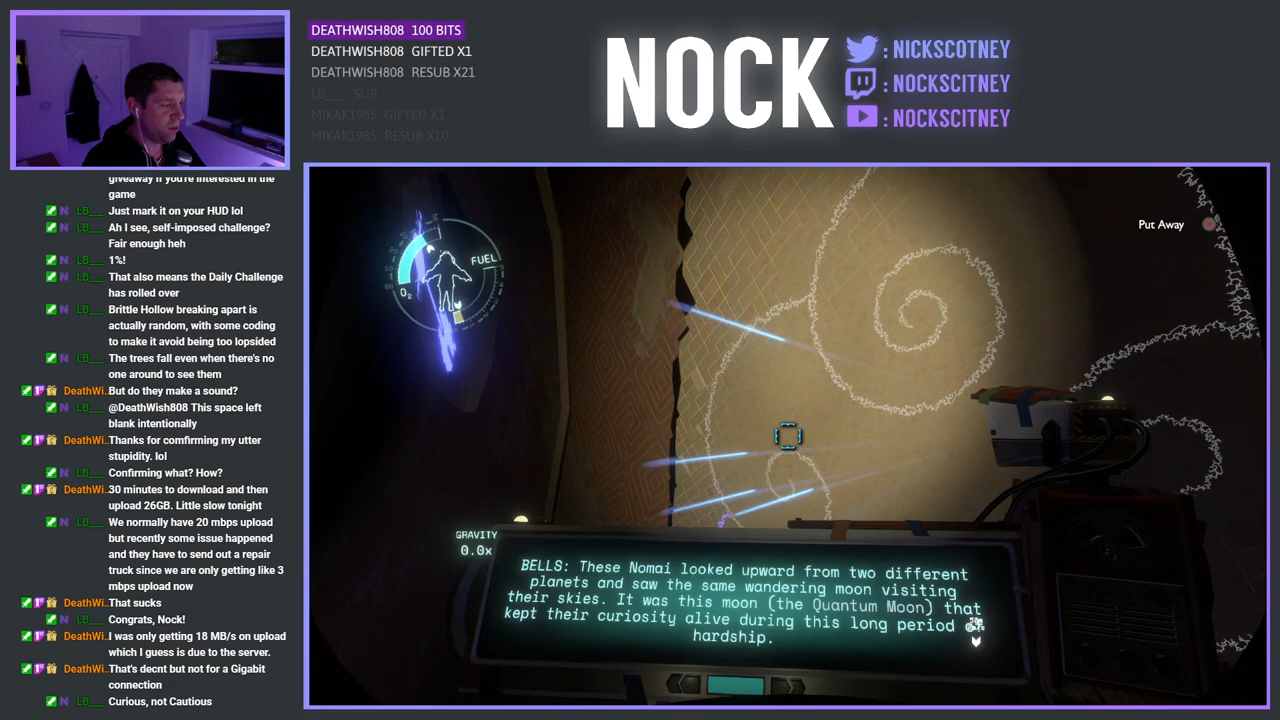 DEATHWISH808 100 BITS
DEATHWISH808 GIFTED X1
DEATHWISH808 RESUB X21
LB___ SUB
MIKAK1985 GIFTED X1
MIKAK1985 RESUB X10
NOCK
: NICKSCOTNEY
: NOCKSCITNEY
: NOCKSCITNEY
giveaway if you're interested in the
game
LB___ Just mark it on your HUD lol
LB___ Ah I see, self-imposed challenge?
Fair enough heh
LB___ 1%!
LB___ That also means the Daily Challenge
has rolled over
LB___ Brittle Hollow breaking apart is
actually random, with some coding
to make it avoid being too lopsided
LB___ The trees fall even when there's no
one around to see them
DeathWi.. But do they make a sound?
LB___ @DeathWish808 This space left
blank intentionally
DeathWi.. Thanks for comfirming my utter
stupidity. lol
LB___ Confirming what? How?
DeathWi.. 30 minutes to download and then
upload 26GB. Little slow tonight
LB___ We normally have 20 mbps upload
but recently some issue happened
and they have to send out a repair
truck since we are only getting like 3
mbps upload now
DeathWi.. That sucks
LB___ Congrats, Nock!
DeathWi.. I was only getting 18 MB/s on upload
which I guess is due to the server.
DeathWi.. That's decnt but not for a Gigabit
connection
LB___ Curious, not Cautious
FUEL
O₂
Put Away
GRAVITY
0.0x
BELLS: These Nomai looked upward from two different
planets and saw the same wandering moon visiting
their skies. It was this moon (the Quantum Moon) that
kept their curiosity alive during this long period of
hardship.